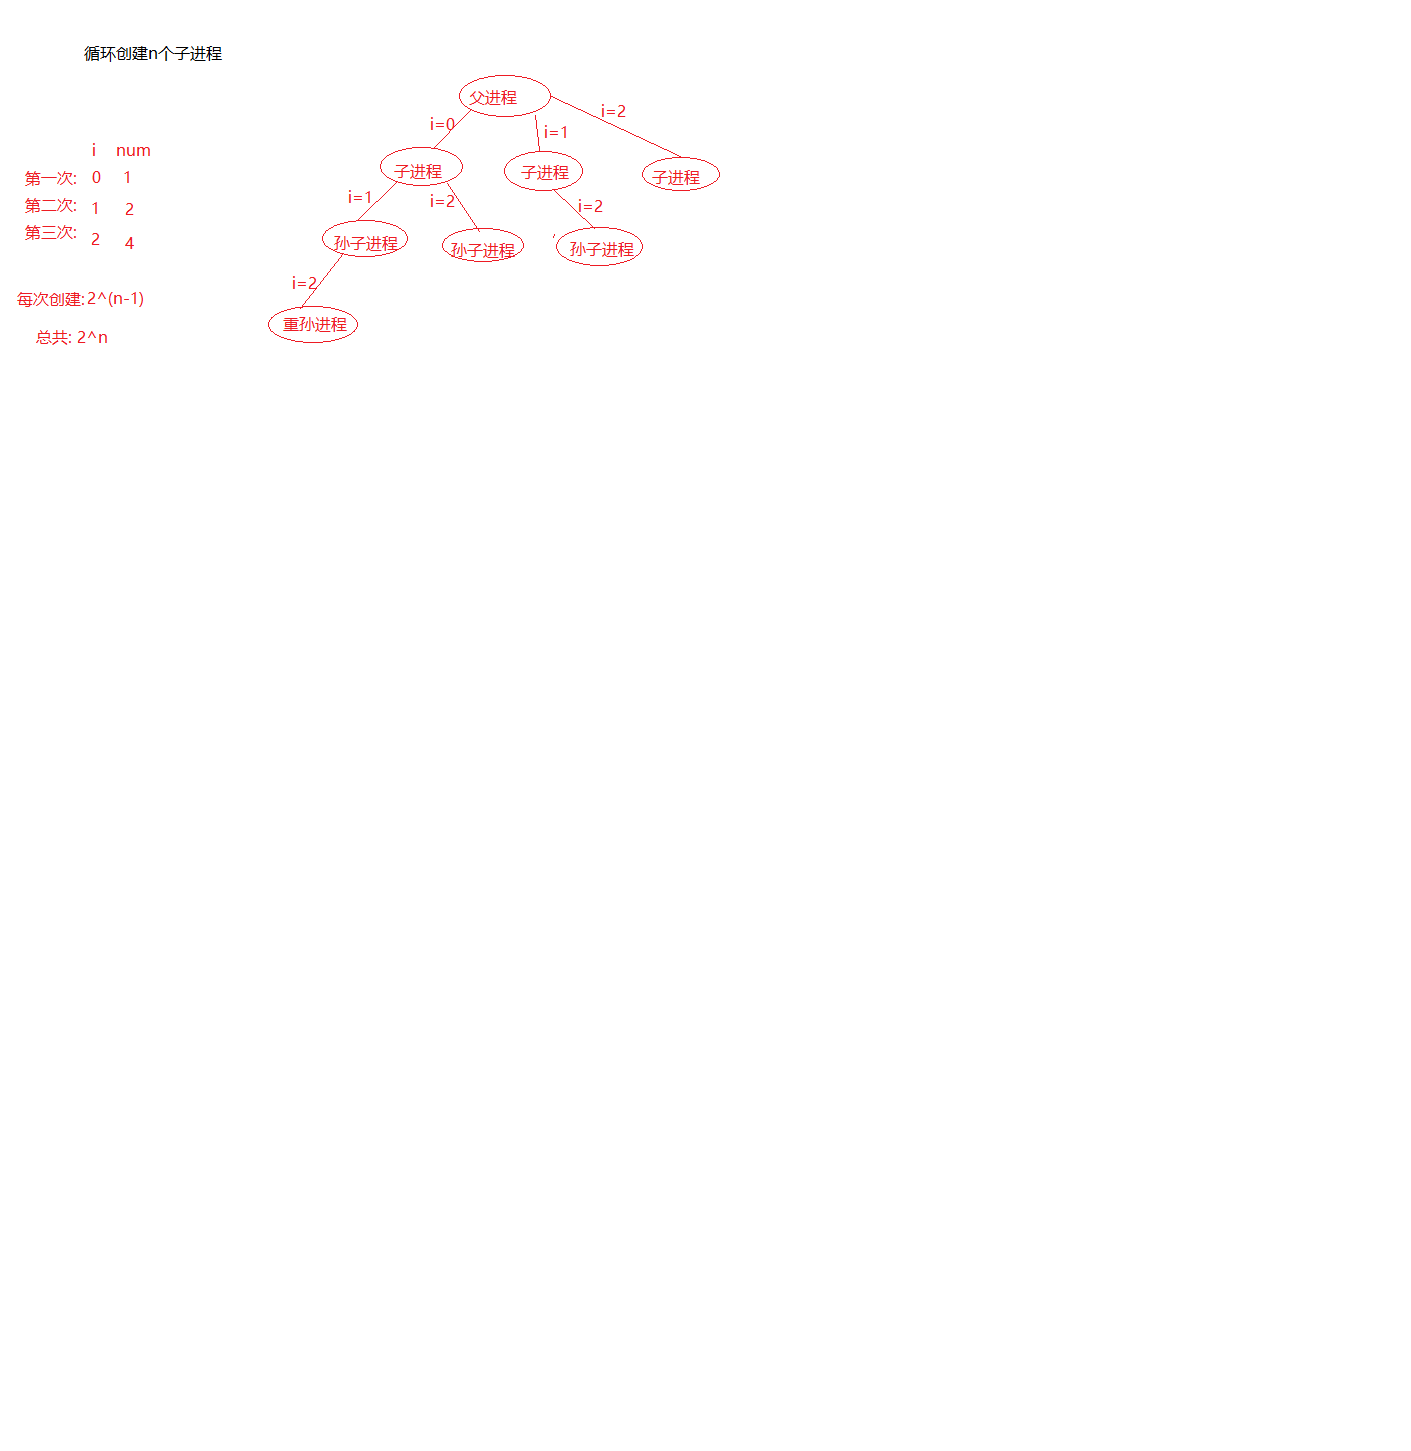 循环创建n个子进程
父进程
i=0
i=1
i=2
i num
第一次: 0 1
第二次: 1 2
第三次: 2 4
子进程
子进程
子进程
i=1
i=2
i=2
孙子进程
孙子进程
孙子进程
i=2
每次创建:2^(n-1)
重孙进程
总共: 2^n